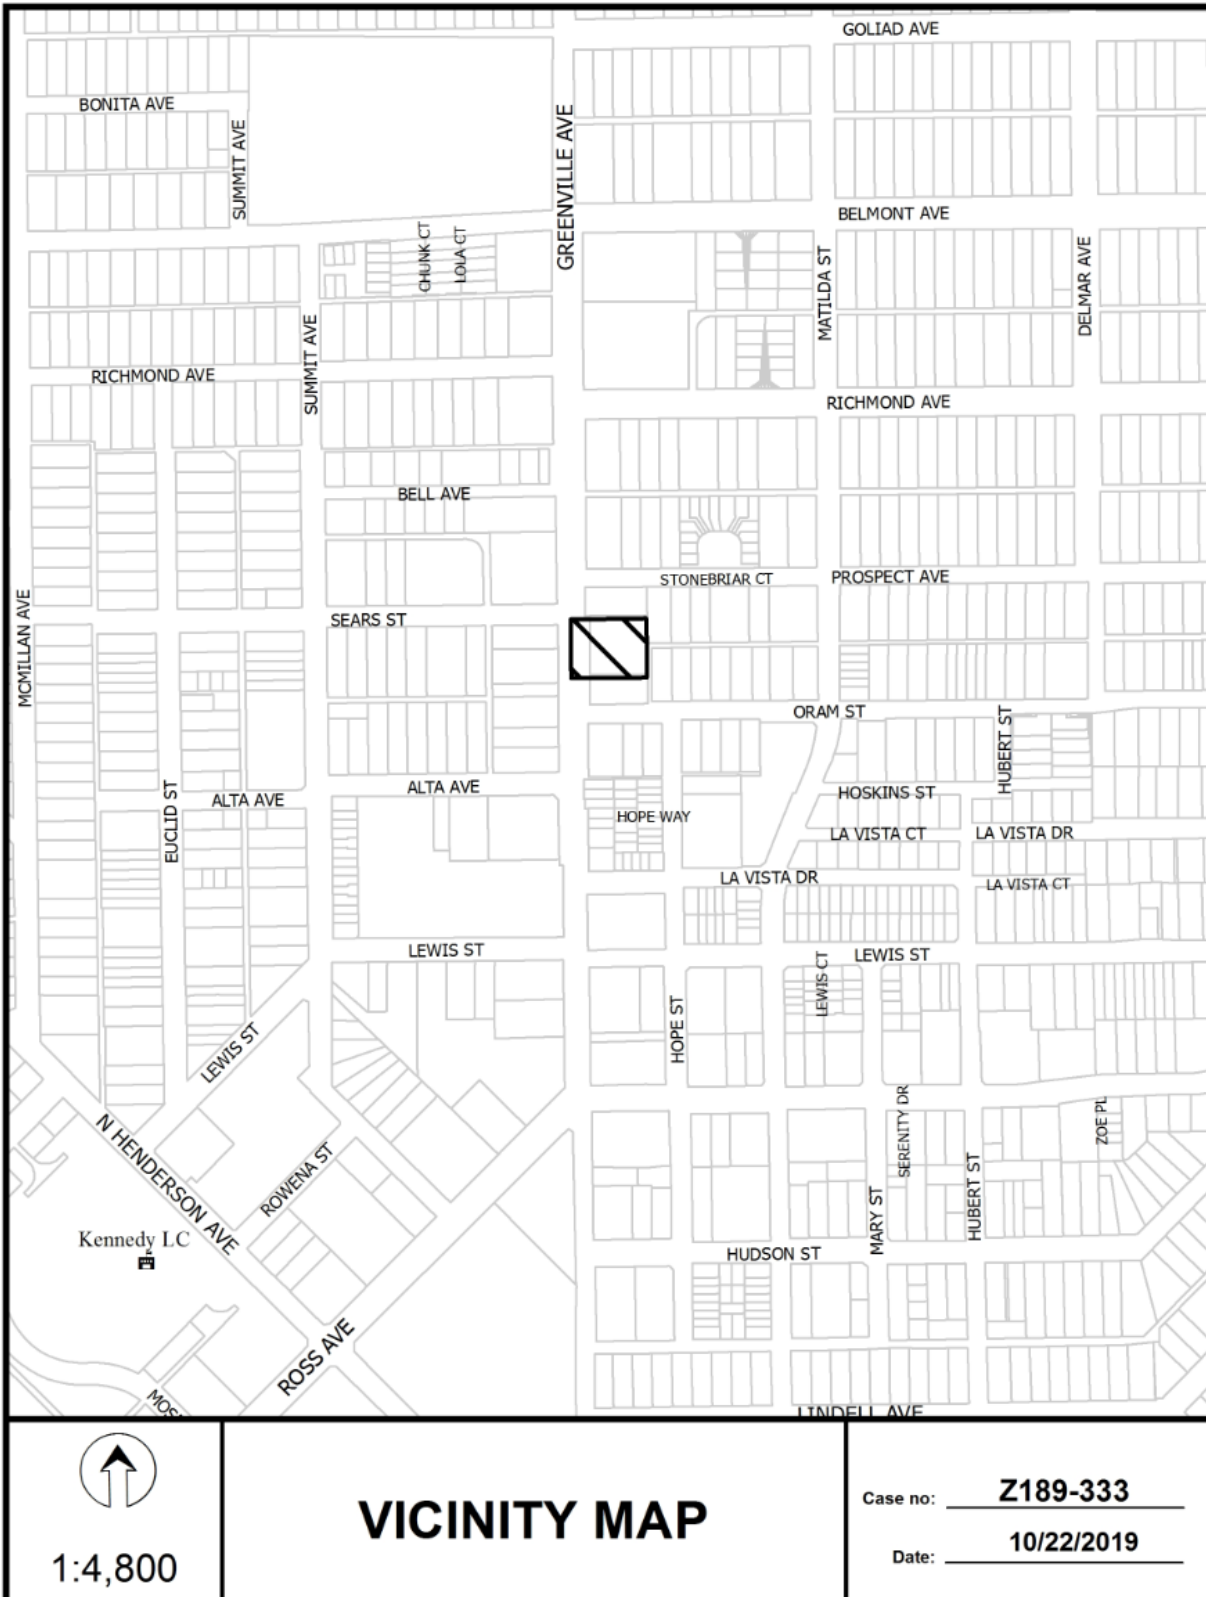 GOLIAD AVE
BONITA AVE
SUMMIT AVE
GREENVILLE AVE
BELMONT AVE
CHUNK CT
LOLA CT
MATILDA ST
DELMAR AVE
SUMMIT AVE
RICHMOND AVE
RICHMOND AVE
BELL AVE
STONEBRIAR CT
PROSPECT AVE
MCMILLAN AVE
SEARS ST
ORAM ST
HUBERT ST
EUCLID ST
ALTA AVE
ALTA AVE
HOSKINS ST
HOPE WAY
LA VISTA CT
LA VISTA DR
LA VISTA DR
LA VISTA CT
LEWIS ST
LEWIS ST
LEWIS CT
HOPE ST
LEWIS ST
SERENITY DR
ZOE PL
N HENDERSON AVE
ROWENA ST
MARY ST
HUBERT ST
Kennedy LC
HUDSON ST
ROSS AVE
LINDELL AVE
1:4,800
VICINITY MAP
Case no: Z189-333
Date: 10/22/2019